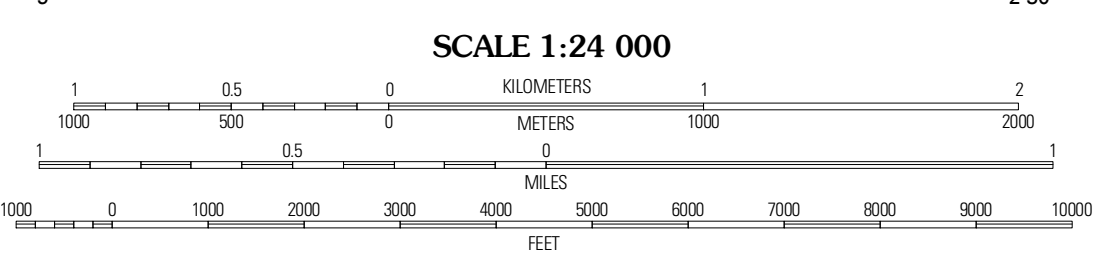 SCALE 1:24 000
1 0.5 0 KILOMETERS 1 2
1000 500 0 METERS 1000 2000
1 0.5 0 1
MILES
1000 0 1000 2000 3000 4000 5000 6000 7000 8000 9000 10000
FEET